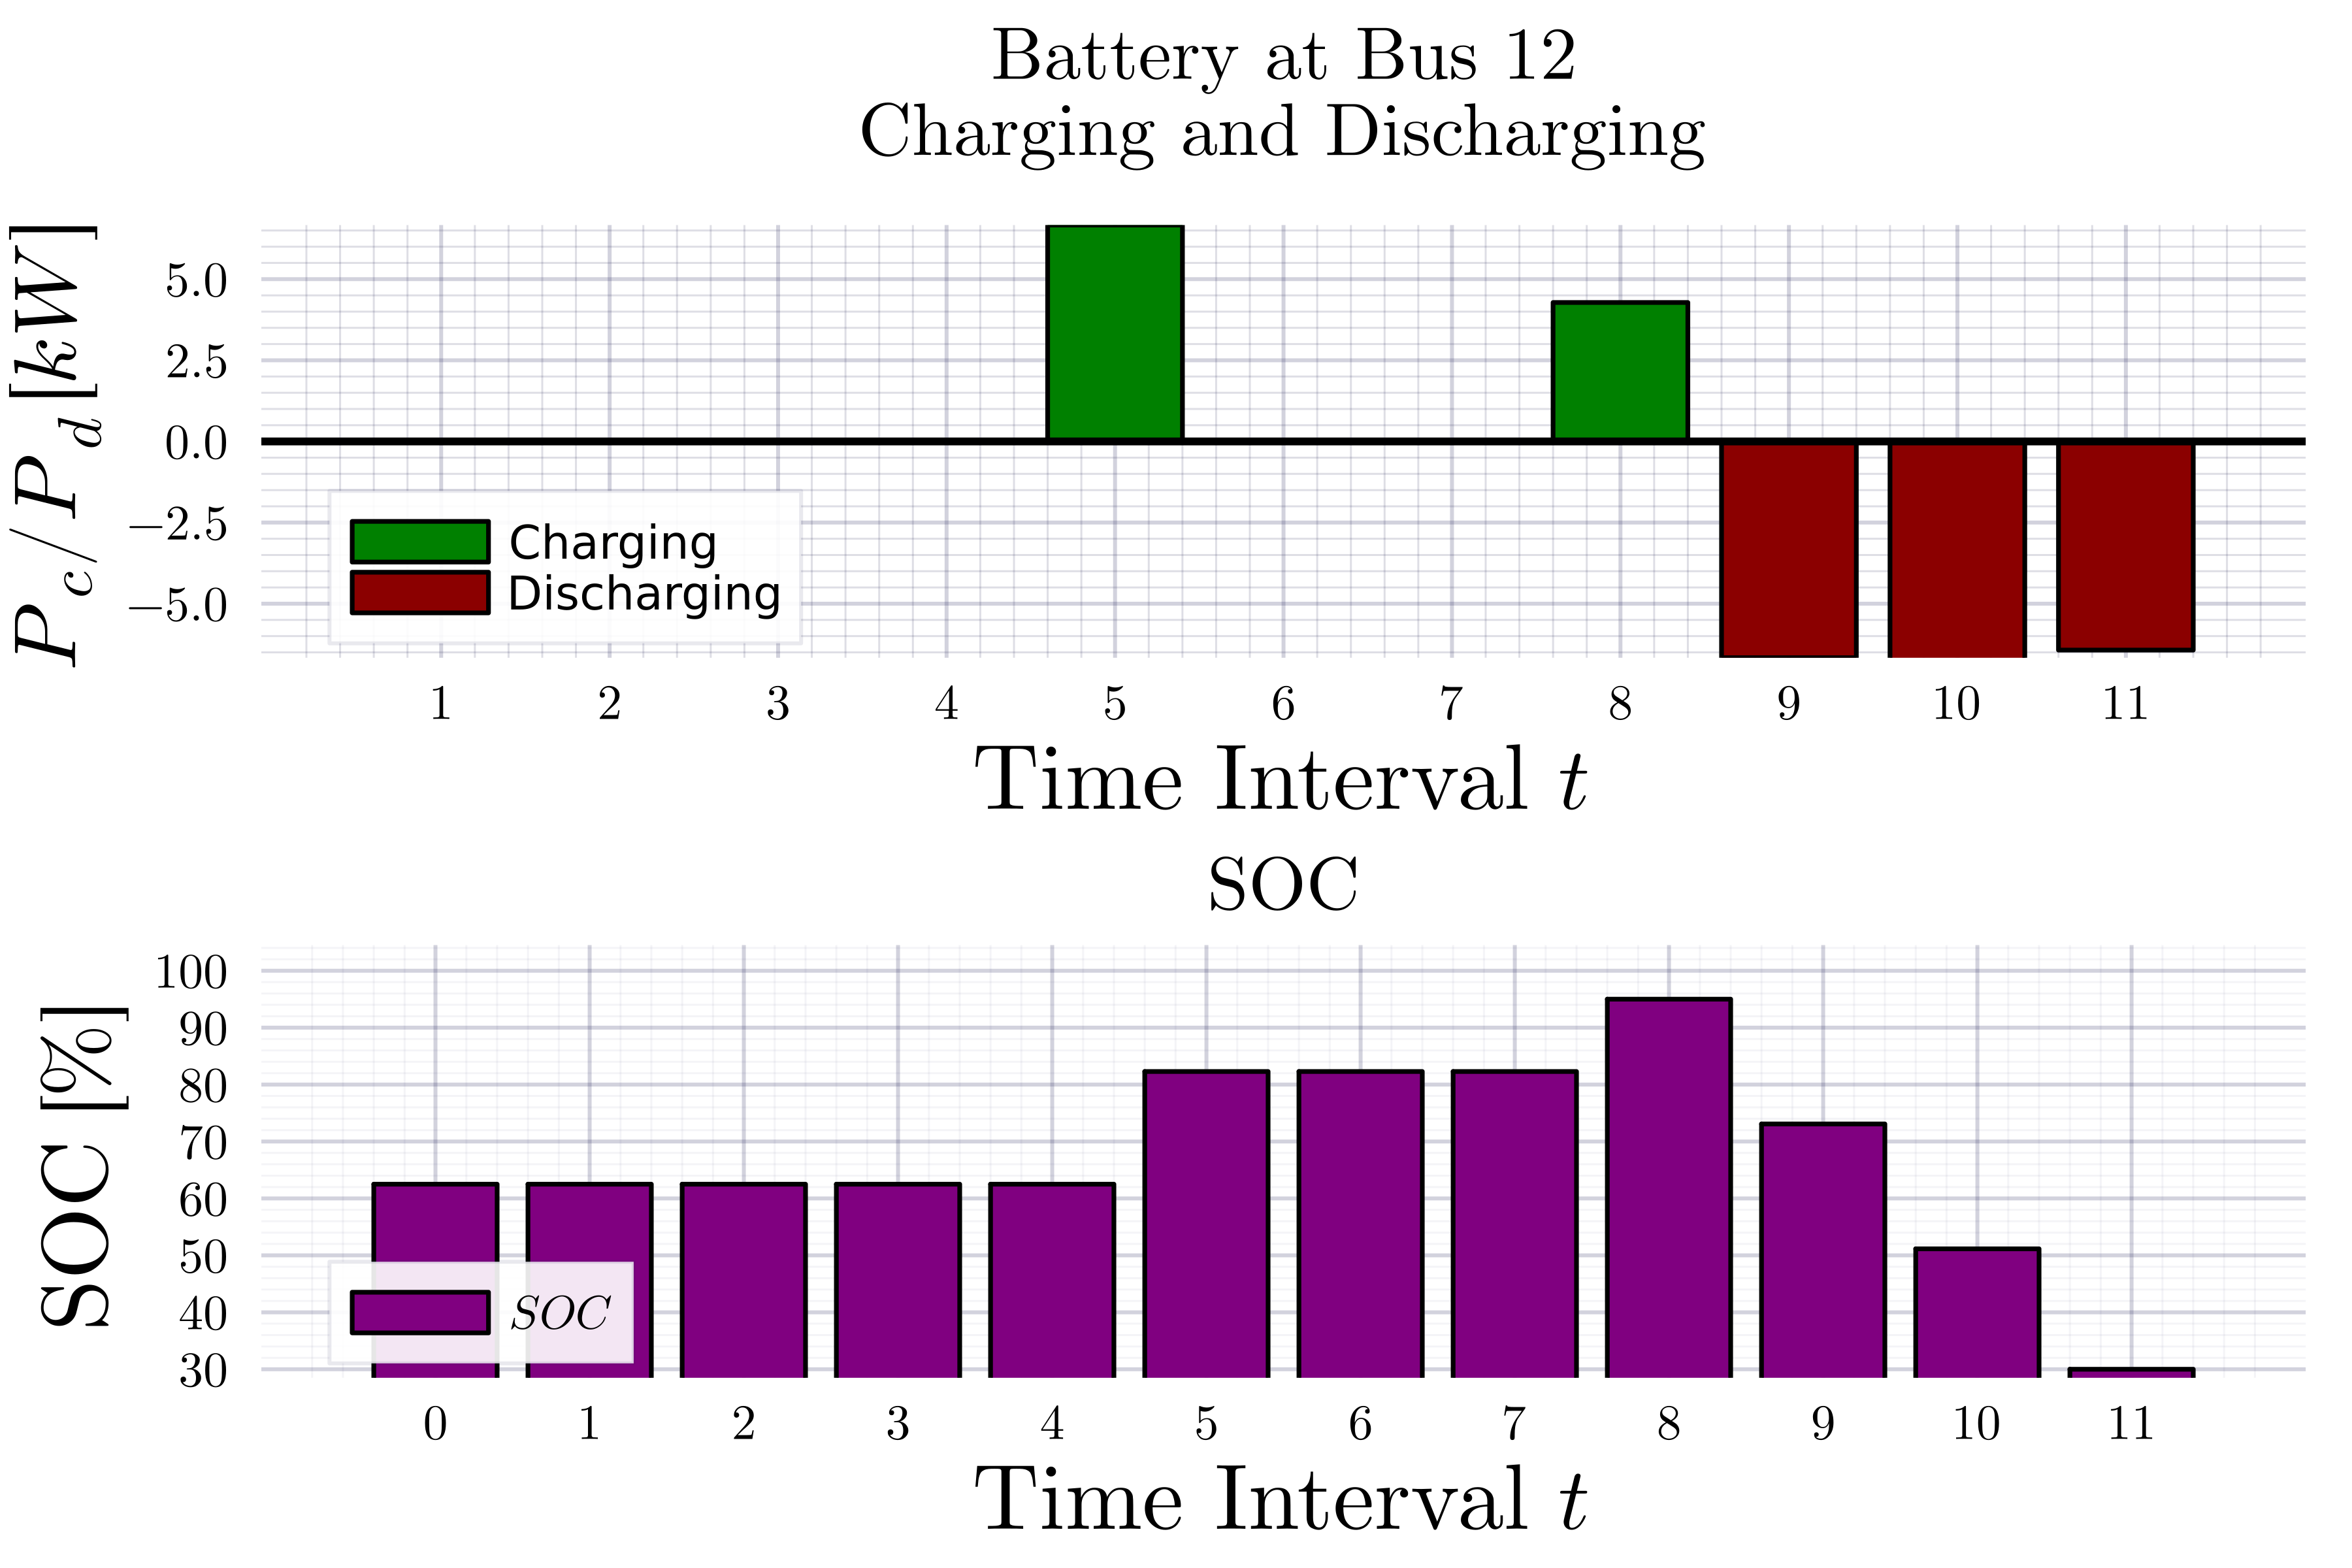 Battery at Bus 12
Charging and Discharging
P_c/P_d [kW]
5.0
2.5
0.0
−2.5
−5.0
Charging
Discharging
1 2 3 4 5 6 7 8 9 10 11
Time Interval t
SOC
SOC [%]
100
90
80
70
60
50
40
30
SOC
0 1 2 3 4 5 6 7 8 9 10 11
Time Interval t